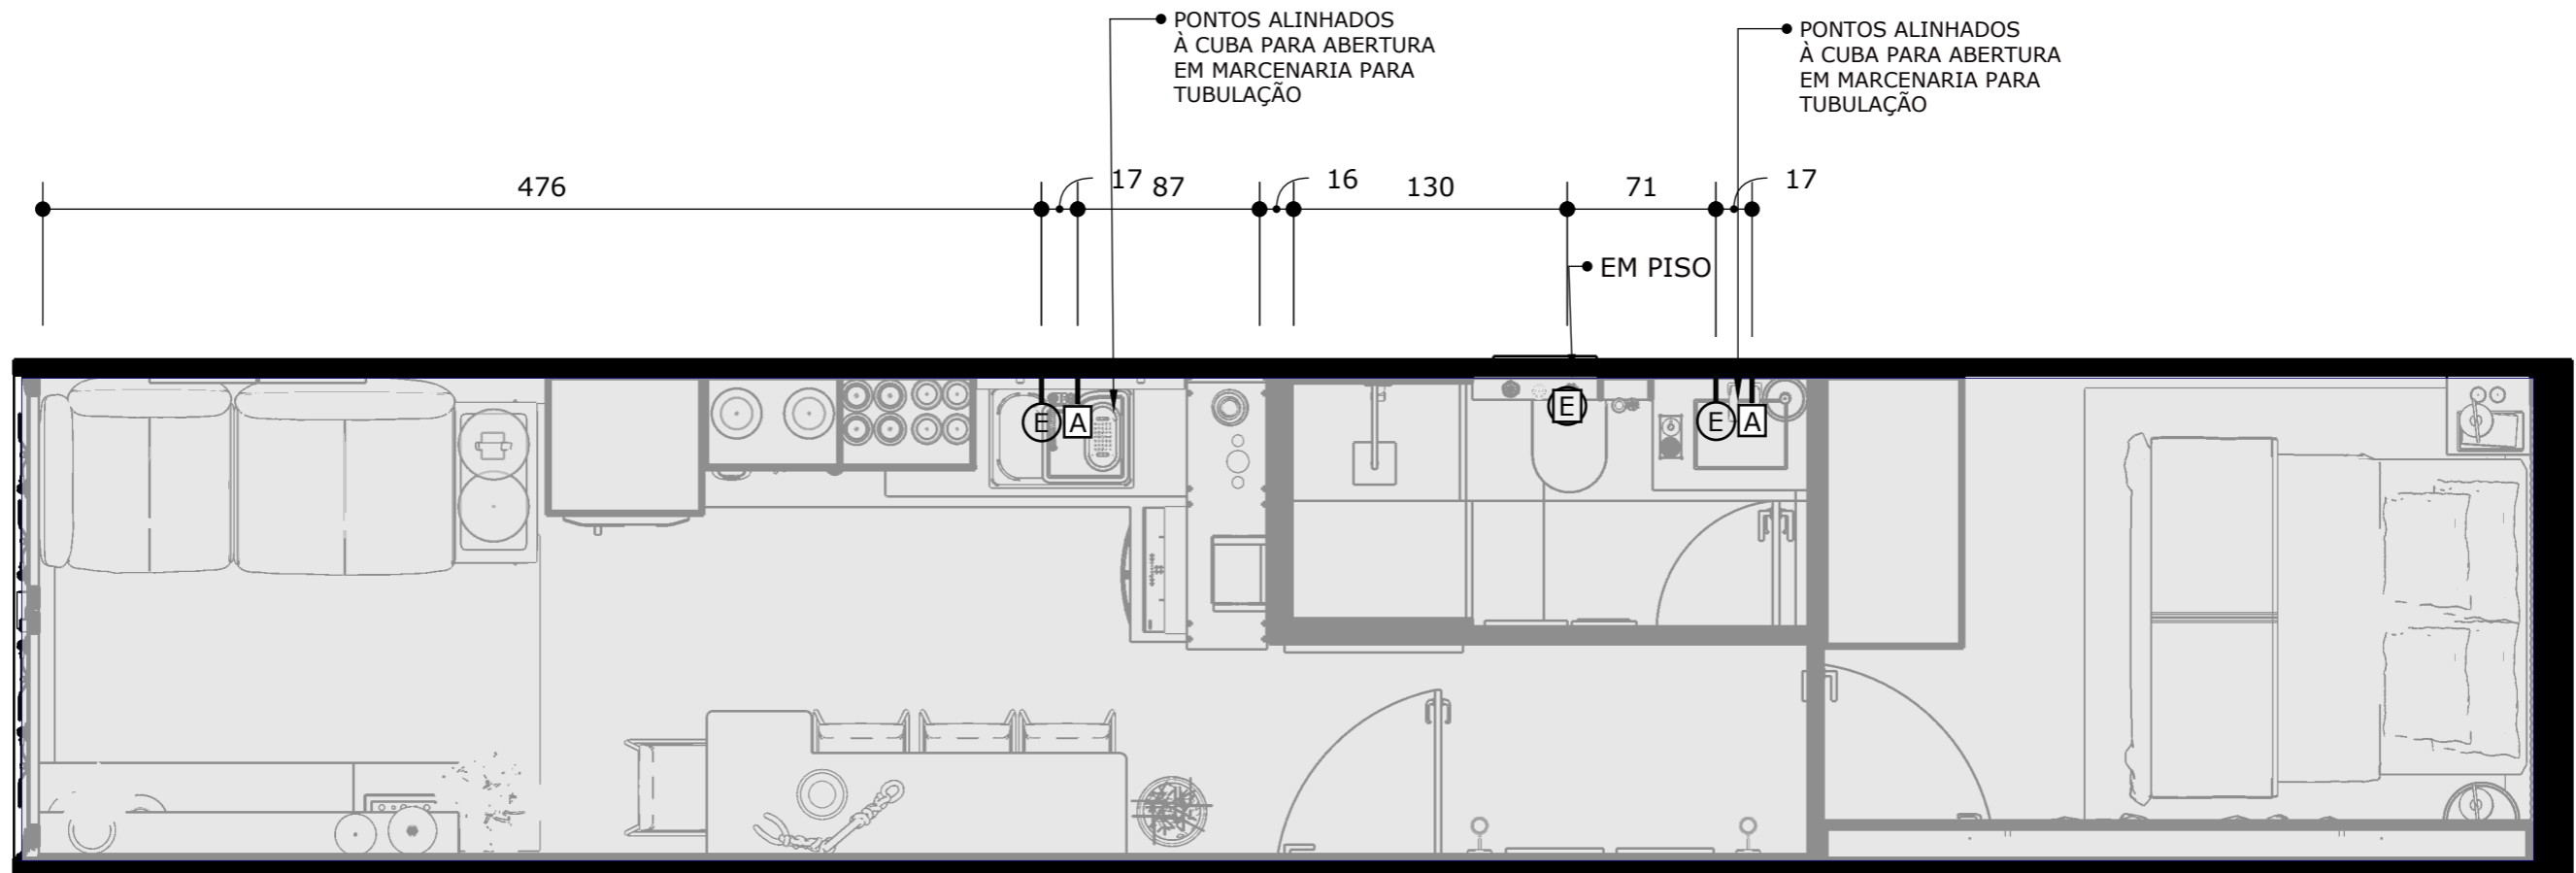 PONTOS ALINHADOS
À CUBA PARA ABERTURA
EM MARCENARIA PARA
TUBULAÇÃO
PONTOS ALINHADOS
À CUBA PARA ABERTURA
EM MARCENARIA PARA
TUBULAÇÃO
476
17
87
16
130
71
17
EM PISO
E
A
E
E
A